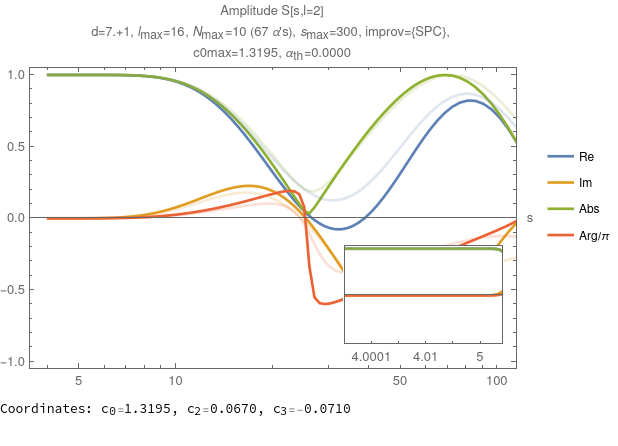 Amplitude S[s,l=2]
d=7.+1, lmax=16, Nmax=10 (67 α's), smax=300, improv={SPC},
c0max=1.3195, αth=0.0000
1.0
0.5
0.0
−0.5
−1.0
5
10
50
100
s
4.0001
4.01
5
Re
Im
Abs
Arg/π
Coordinates: c0=1.3195, c2=0.0670, c3=-0.0710